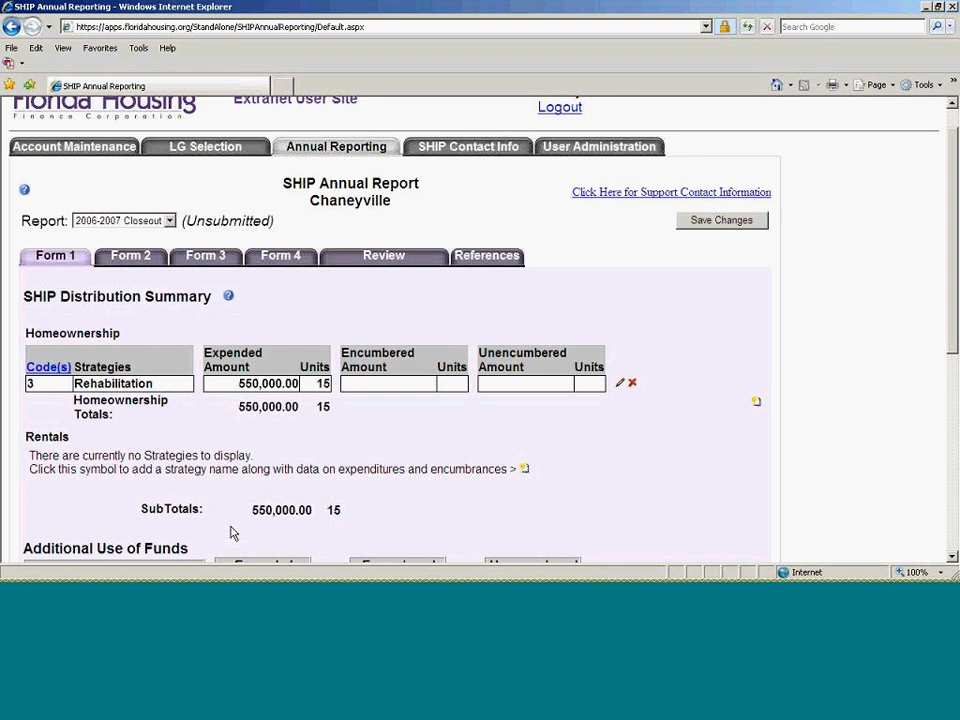 SHIP Annual Reporting - Windows Internet Explorer
https://apps.floridahousing.org/StandAlone/SHIPAnnualReporting/Default.aspx
Search Google
File Edit View Favorites Tools Help
SHIP Annual Reporting
Page Tools
Florida Housing Extranet User Site
Finance Corporation
Logout
Account Maintenance LG Selection Annual Reporting SHIP Contact Info User Administration
SHIP Annual Report
Chaneyville
Click Here for Support Contact Information
Report: 2006-2007 Closeout (Unsubmitted)
Save Changes
Form 1 Form 2 Form 3 Form 4 Review References
SHIP Distribution Summary
Homeownership
Expended Encumbered Unencumbered
Code(s) Strategies Amount Units Amount Units Amount Units
3 Rehabilitation 550,000.00 15
Homeownership
Totals: 550,000.00 15
Rentals
There are currently no Strategies to display.
Click this symbol to add a strategy name along with data on expenditures and encumbrances >
SubTotals: 550,000.00 15
Additional Use of Funds
Internet 100%